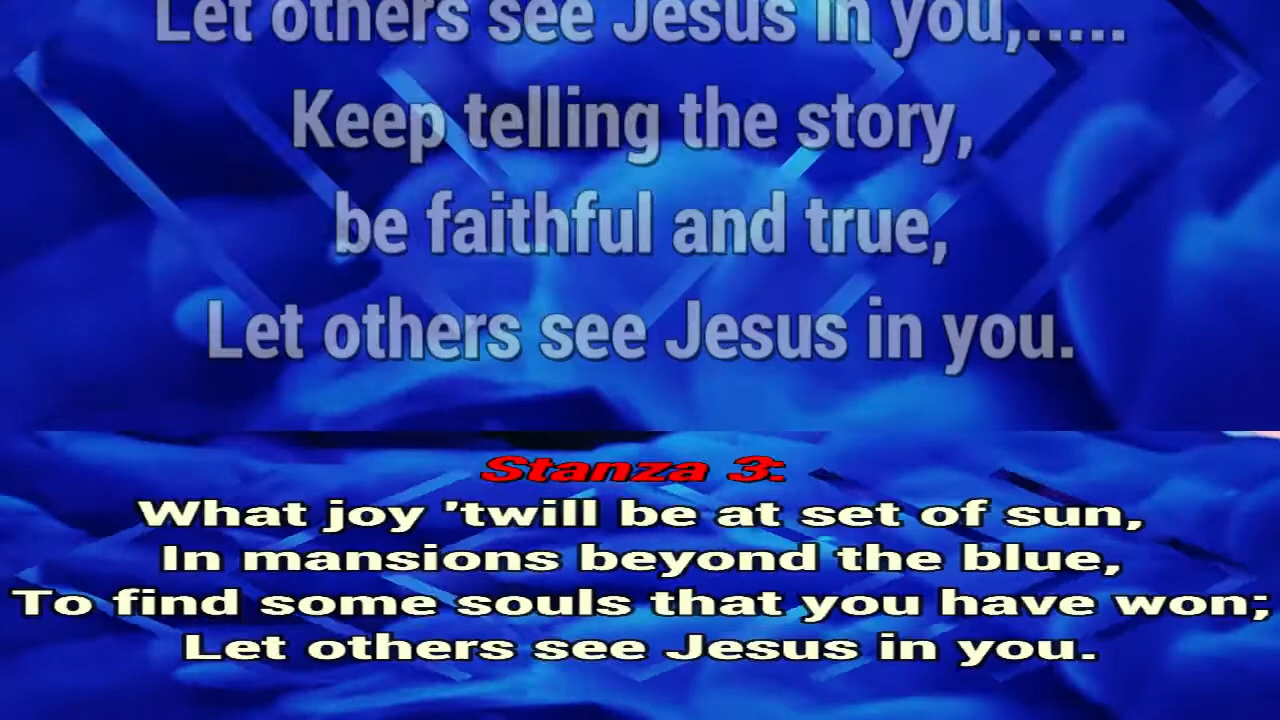 Let others see Jesus in you,.....
Keep telling the story,
be faithful and true,
Let others see Jesus in you.
Stanza 3:
What joy 'twill be at set of sun,
In mansions beyond the blue,
To find some souls that you have won;
Let others see Jesus in you.